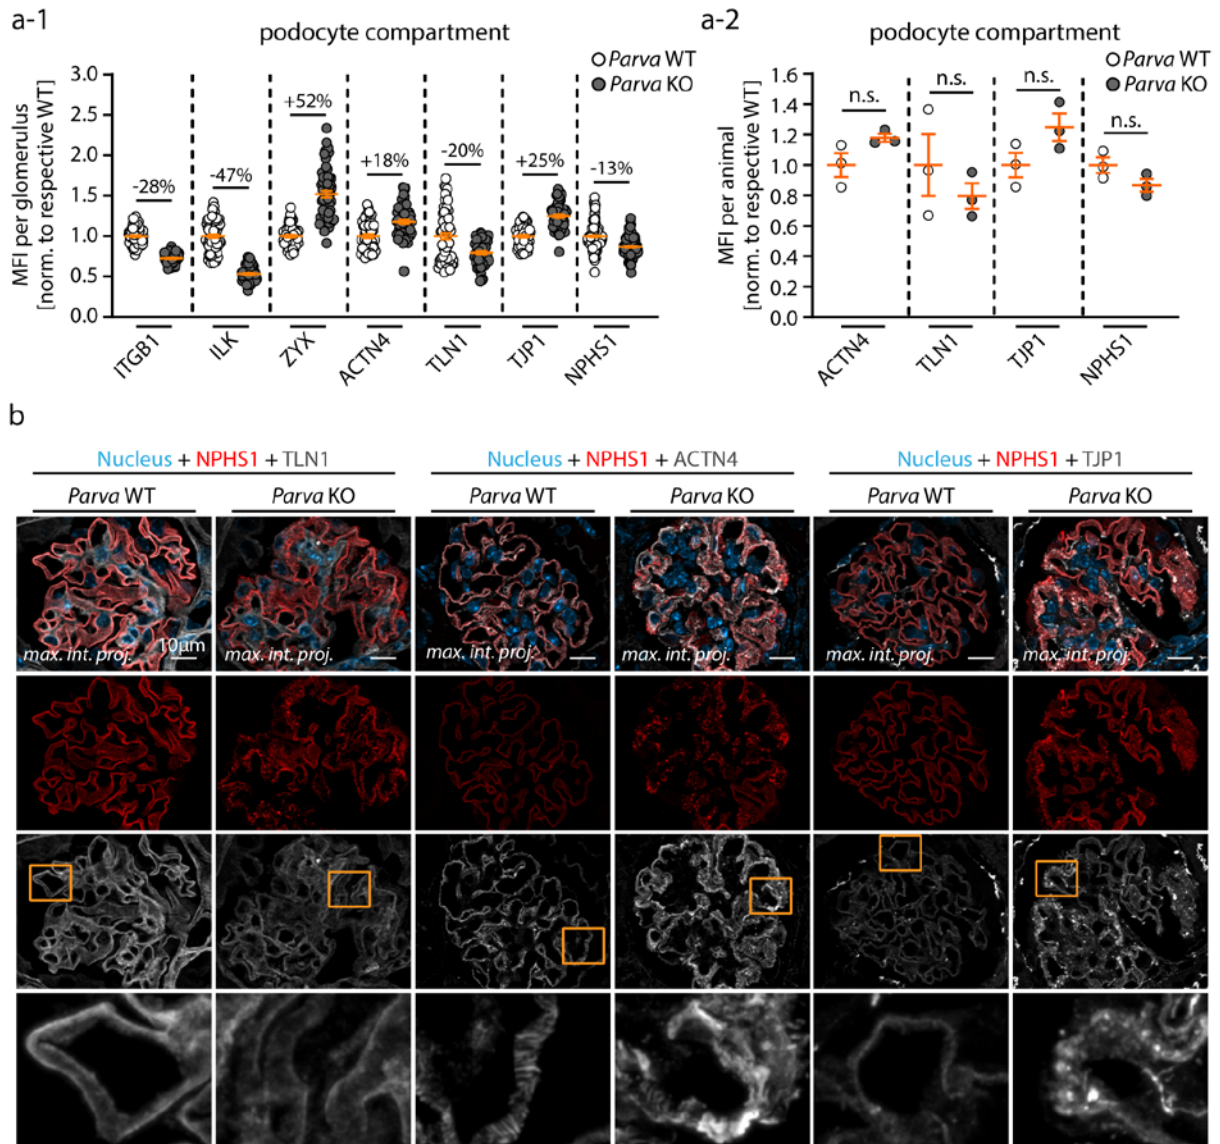 a-1
podocyte compartment
Parva WT
Parva KO
MFI per glomerulus
[norm. to respective WT]
3.0
2.5
2.0
1.5
1.0
0.5
0.0
-28%
-47%
+52%
+18%
-20%
+25%
-13%
ITGB1
ILK
ZYX
ACTN4
TLN1
TJP1
NPHS1
a-2
podocyte compartment
Parva WT
Parva KO
MFI per animal
[norm. to respective WT]
1.6
1.4
1.2
1.0
0.8
0.6
0.4
0.2
0.0
n.s.
n.s.
n.s.
n.s.
ACTN4
TLN1
TJP1
NPHS1
b
Nucleus + NPHS1 + TLN1
Nucleus + NPHS1 + ACTN4
Nucleus + NPHS1 + TJP1
Parva WT
Parva KO
Parva WT
Parva KO
Parva WT
Parva KO
10µm
max. int. proj.
max. int. proj.
max. int. proj.
max. int. proj.
max. int. proj.
max. int. proj.